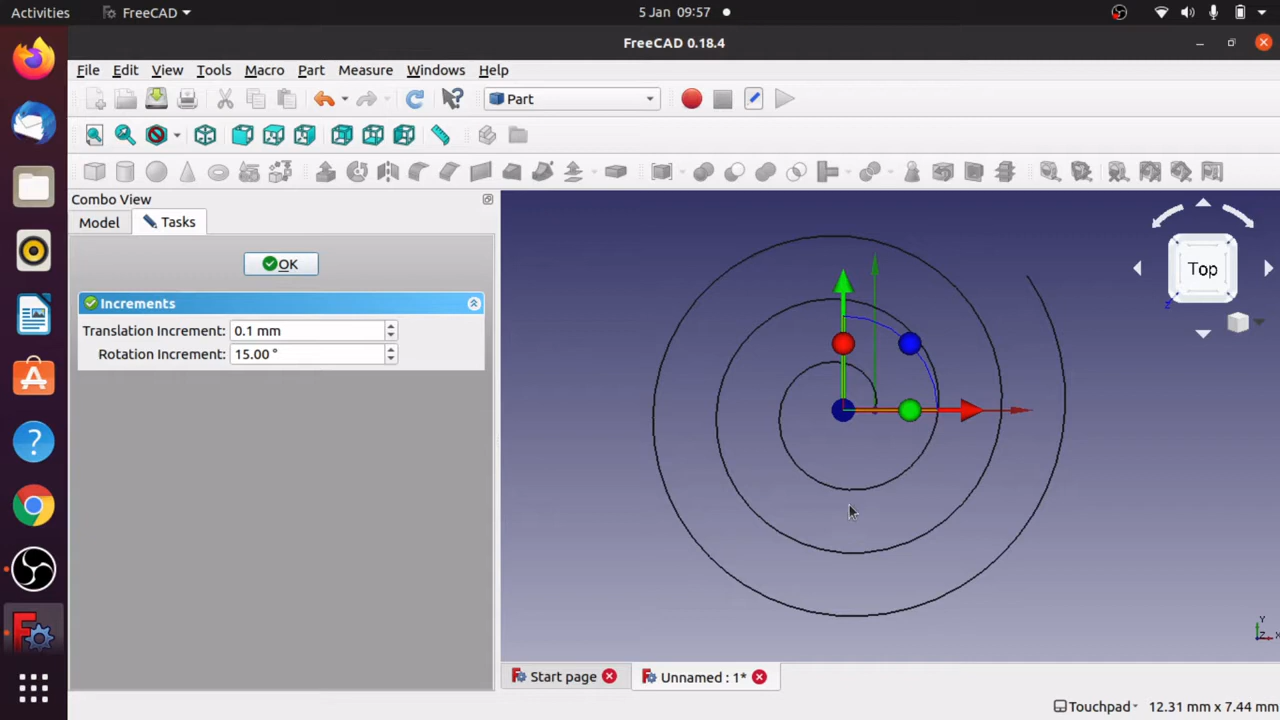 Activities
FreeCAD
5 Jan 09:57
FreeCAD 0.18.4
File Edit View Tools Macro Part Measure Windows Help
Part
Combo View
Model
Tasks
OK
Increments
Translation Increment: 0.1 mm
Rotation Increment: 15.00 °
Top
Z
Y
Z
X
Start page
Unnamed : 1*
Touchpad
12.31 mm x 7.44 mm